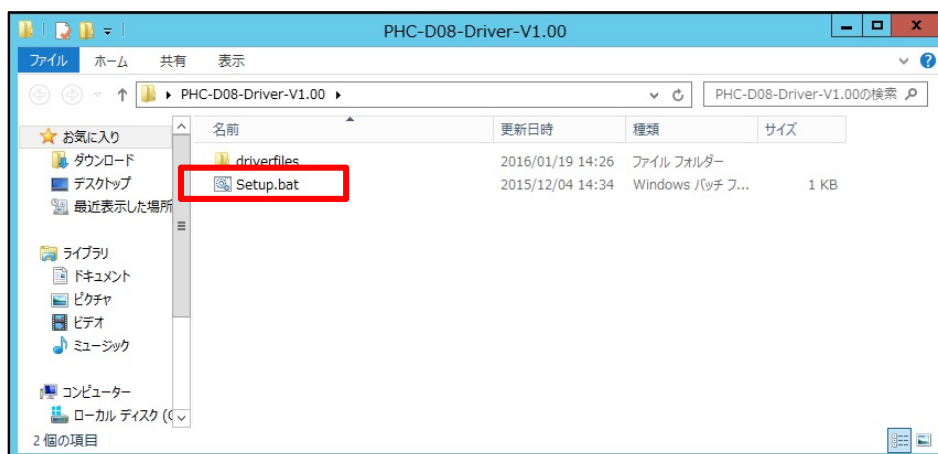 PHC-D08-Driver-V1.00
ファイル ホーム 共有 表示
PHC-D08-Driver-V1.00 PHC-D08-Driver-V1.00の検索
名前 更新日時 種類 サイズ
driverfiles 2016/01/19 14:26 ファイル フォルダー
Setup.bat 2015/12/04 14:34 Windows バッチ フ... 1 KB
お気に入り
ダウンロード
デスクトップ
最近表示した場所
ライブラリ
ドキュメント
ピクチャ
ビデオ
ミュージック
コンピューター
ローカル ディスク (C
2 個の項目